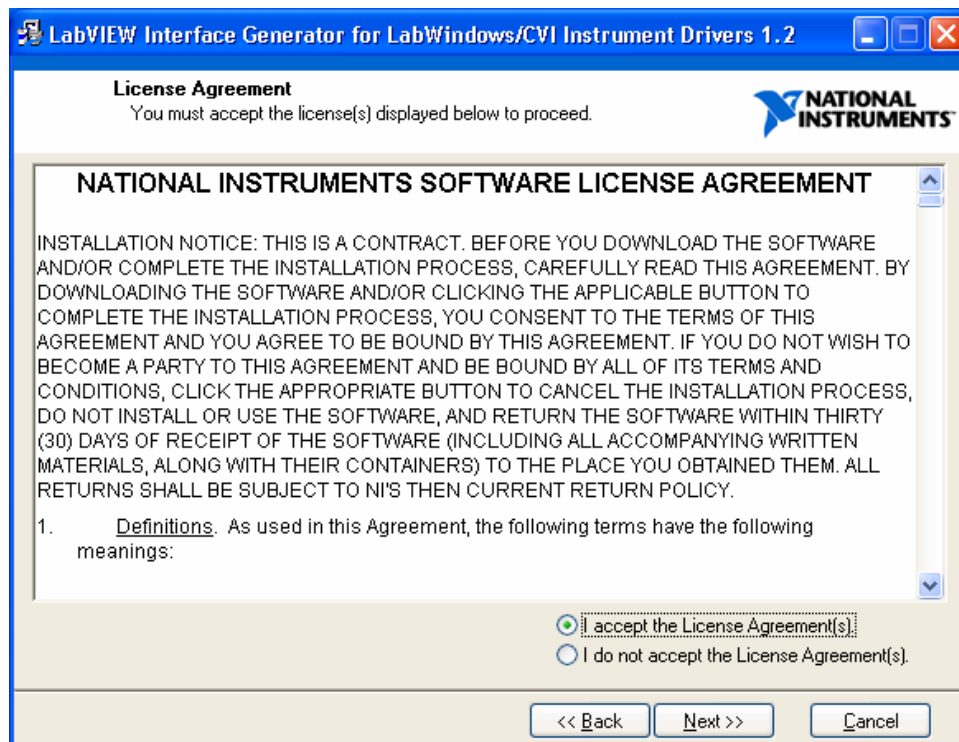 LabVIEW Interface Generator for LabWindows/CVI Instrument Drivers 1.2
License Agreement
You must accept the license(s) displayed below to proceed.
NATIONAL
INSTRUMENTS
NATIONAL INSTRUMENTS SOFTWARE LICENSE AGREEMENT
INSTALLATION NOTICE: THIS IS A CONTRACT. BEFORE YOU DOWNLOAD THE SOFTWARE
AND/OR COMPLETE THE INSTALLATION PROCESS, CAREFULLY READ THIS AGREEMENT. BY
DOWNLOADING THE SOFTWARE AND/OR CLICKING THE APPLICABLE BUTTON TO
COMPLETE THE INSTALLATION PROCESS, YOU CONSENT TO THE TERMS OF THIS
AGREEMENT AND YOU AGREE TO BE BOUND BY THIS AGREEMENT. IF YOU DO NOT WISH TO
BECOME A PARTY TO THIS AGREEMENT AND BE BOUND BY ALL OF ITS TERMS AND
CONDITIONS, CLICK THE APPROPRIATE BUTTON TO CANCEL THE INSTALLATION PROCESS,
DO NOT INSTALL OR USE THE SOFTWARE, AND RETURN THE SOFTWARE WITHIN THIRTY
(30) DAYS OF RECEIPT OF THE SOFTWARE (INCLUDING ALL ACCOMPANYING WRITTEN
MATERIALS, ALONG WITH THEIR CONTAINERS) TO THE PLACE YOU OBTAINED THEM. ALL
RETURNS SHALL BE SUBJECT TO NI'S THEN CURRENT RETURN POLICY.
1. Definitions. As used in this Agreement, the following terms have the following
meanings:
I accept the License Agreement(s).
I do not accept the License Agreement(s).
<< Back Next >> Cancel